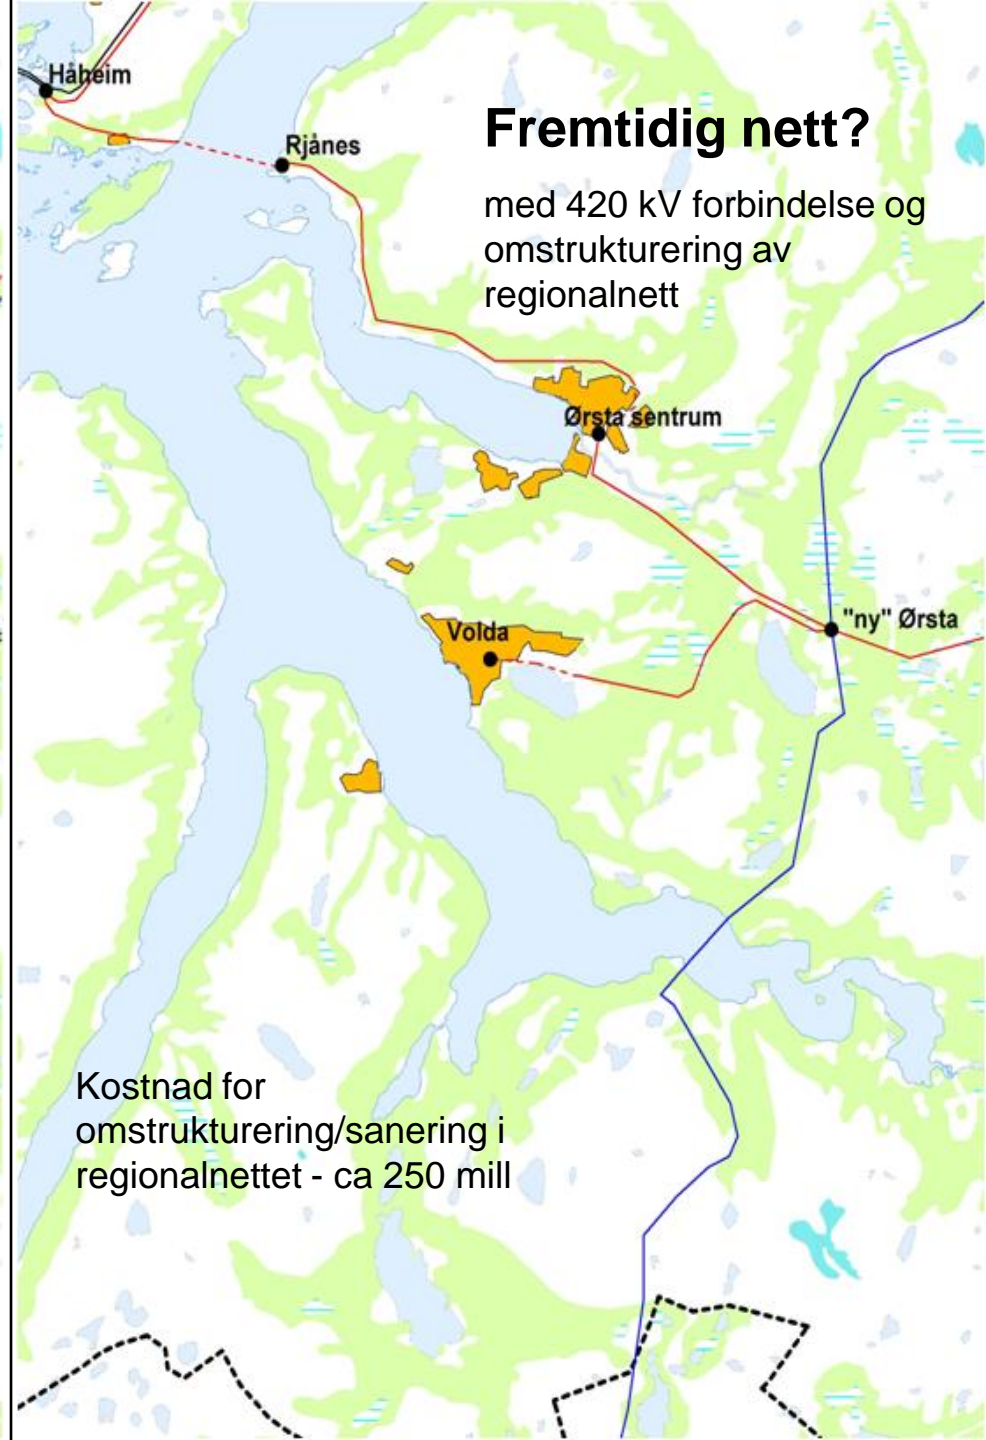 Håheim
Rjånes
Fremtidig nett?
med 420 kV forbindelse og
omstrukturering av
regionalnett
Ørsta sentrum
"ny" Ørsta
Volda
Kostnad for
omstrukturering/sanering i
regionalnettet - ca 250 mill